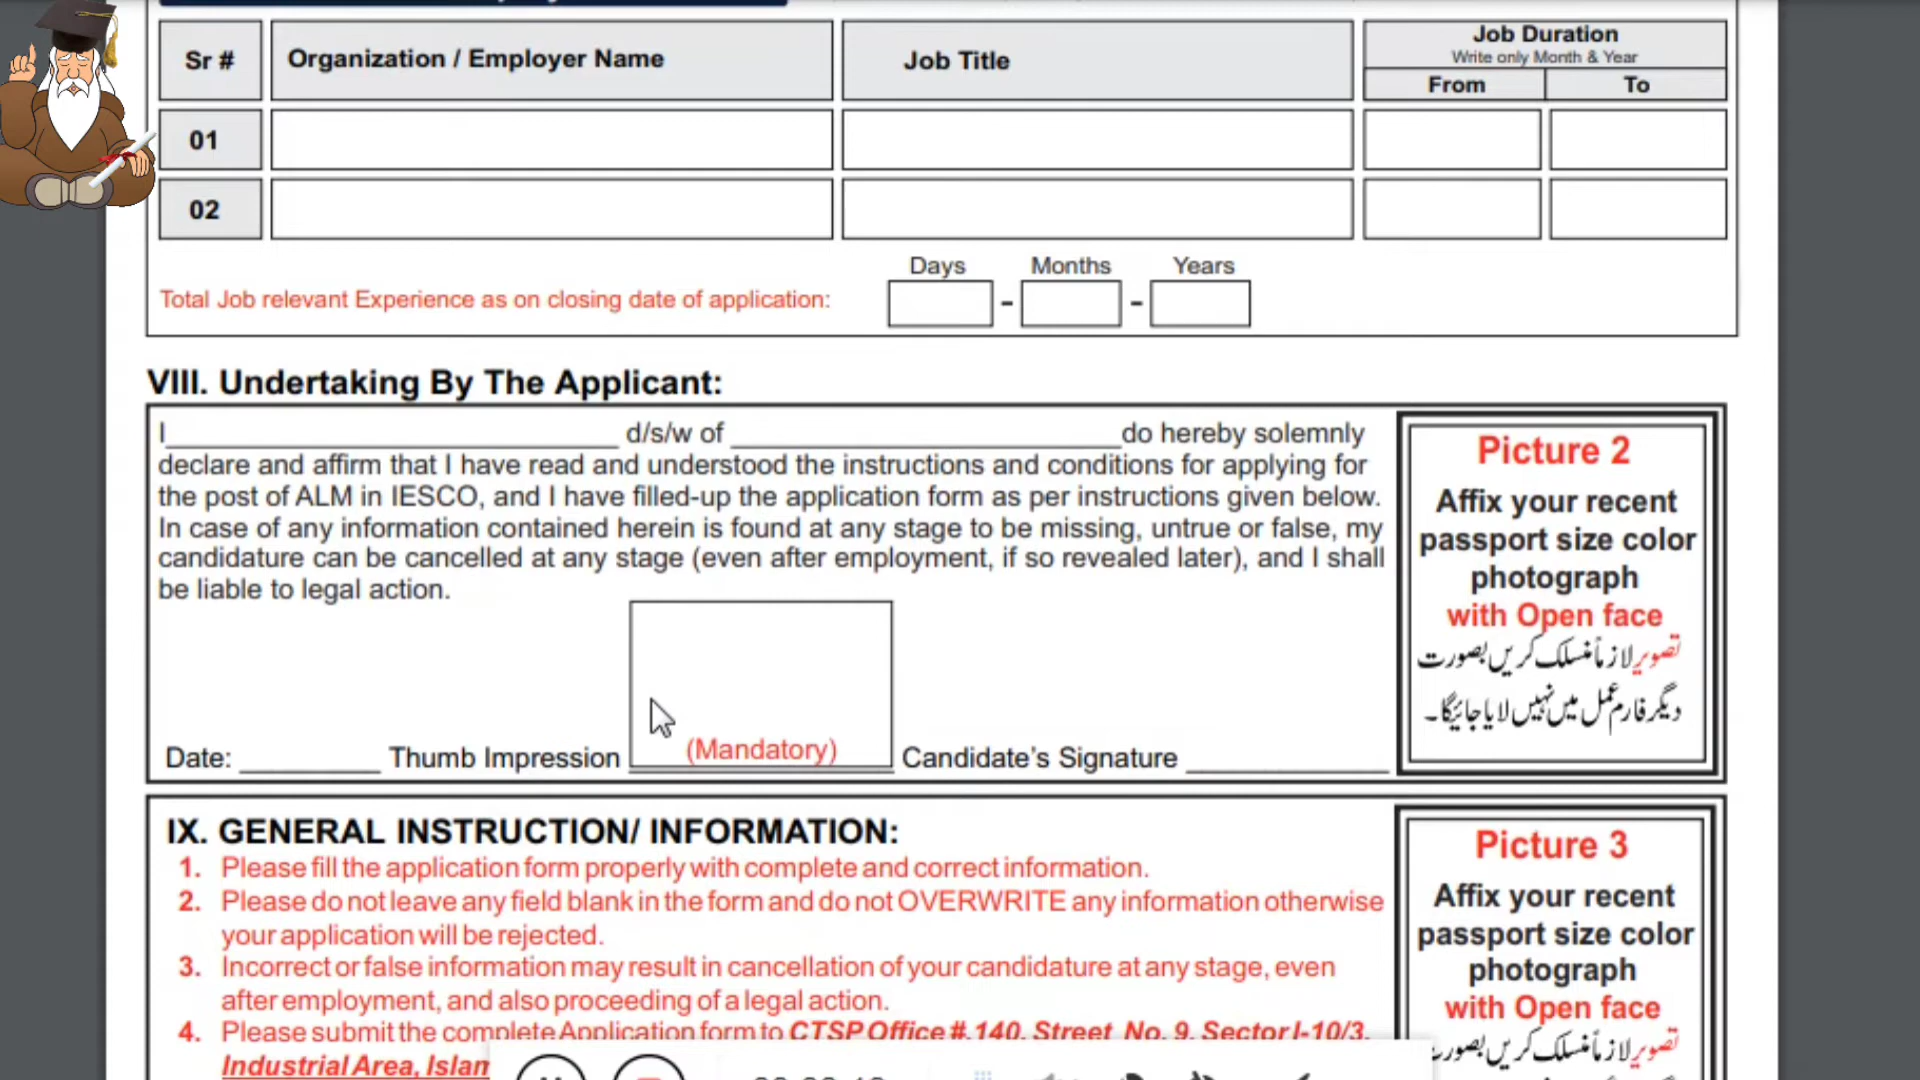 Sr #
Organization / Employer Name
Job Title
Job Duration
Write only Month & Year
From
To
01
02
Days
Months
Years
Total Job relevant Experience as on closing date of application:
-
-
VIII. Undertaking By The Applicant:
I______________ d/s/w of ______________do hereby solemnly
declare and affirm that I have read and understood the instructions and conditions for applying for
the post of ALM in IESCO, and I have filled-up the application form as per instructions given below.
In case of any information contained herein is found at any stage to be missing, untrue or false, my
candidature can be cancelled at any stage (even after employment, if so revealed later), and I shall
be liable to legal action.
Date: _________ Thumb Impression
(Mandatory)
Candidate's Signature _____________
Picture 2
Affix your recent
passport size color
photograph
with Open face
تصویر لازماً منسلک کریں بصورت
دیگر فارم عمل میں نہیں لایا جائیگا۔
IX. GENERAL INSTRUCTION/ INFORMATION:
1. Please fill the application form properly with complete and correct information.
2. Please do not leave any field blank in the form and do not OVERWRITE any information otherwise
your application will be rejected.
3. Incorrect or false information may result in cancellation of your candidature at any stage, even
after employment, and also proceeding of a legal action.
4. Please submit the complete Application form to CTSP Office #.140, Street No. 9, Sector I-10/3,
Industrial Area, Islam
Picture 3
Affix your recent
passport size color
photograph
with Open face
تصویر لازماً منسلک کریں بصورت